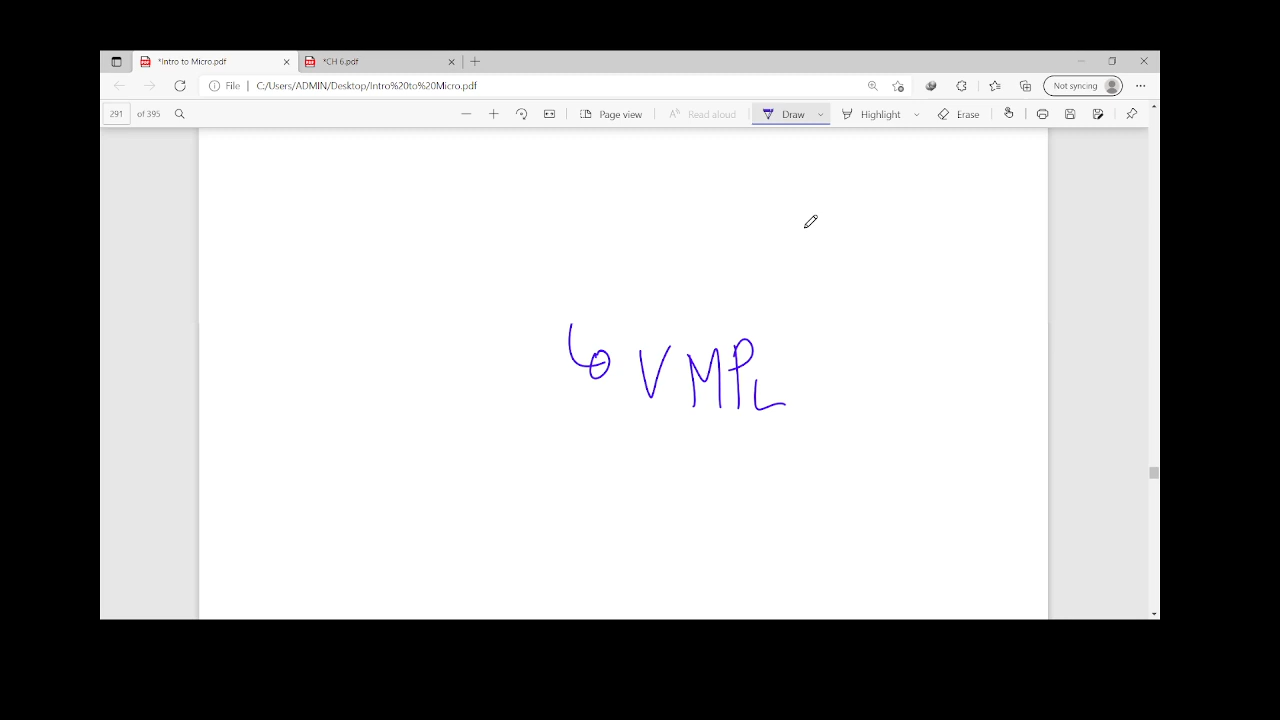 *Intro to Micro.pdf
*CH 6.pdf
File
C:/Users/ADMIN/Desktop/Intro%20to%20Micro.pdf
Not syncing
291 of 395
Page view
Read aloud
Draw
Highlight
Erase
VMPL